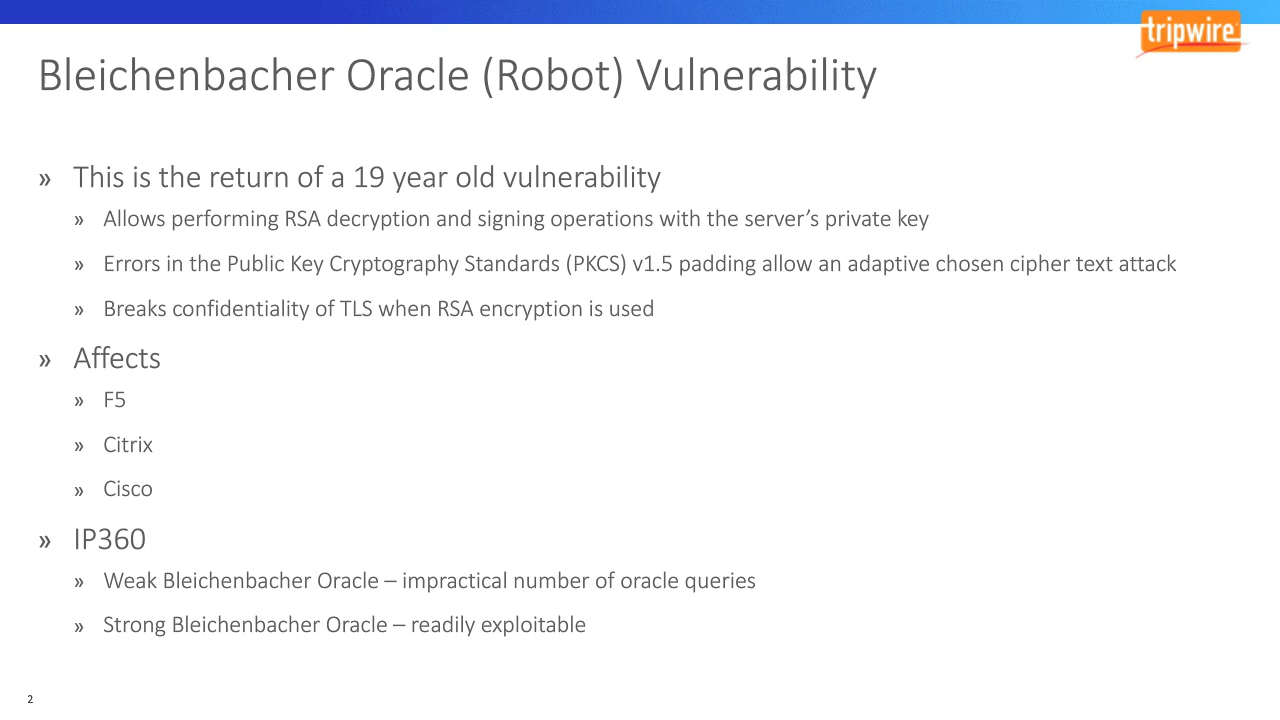 tripwire
Bleichenbacher Oracle (Robot) Vulnerability
» This is the return of a 19 year old vulnerability
» Allows performing RSA decryption and signing operations with the server’s private key
» Errors in the Public Key Cryptography Standards (PKCS) v1.5 padding allow an adaptive chosen cipher text attack
» Breaks confidentiality of TLS when RSA encryption is used
» Affects
» F5
» Citrix
» Cisco
» IP360
» Weak Bleichenbacher Oracle – impractical number of oracle queries
» Strong Bleichenbacher Oracle – readily exploitable
2